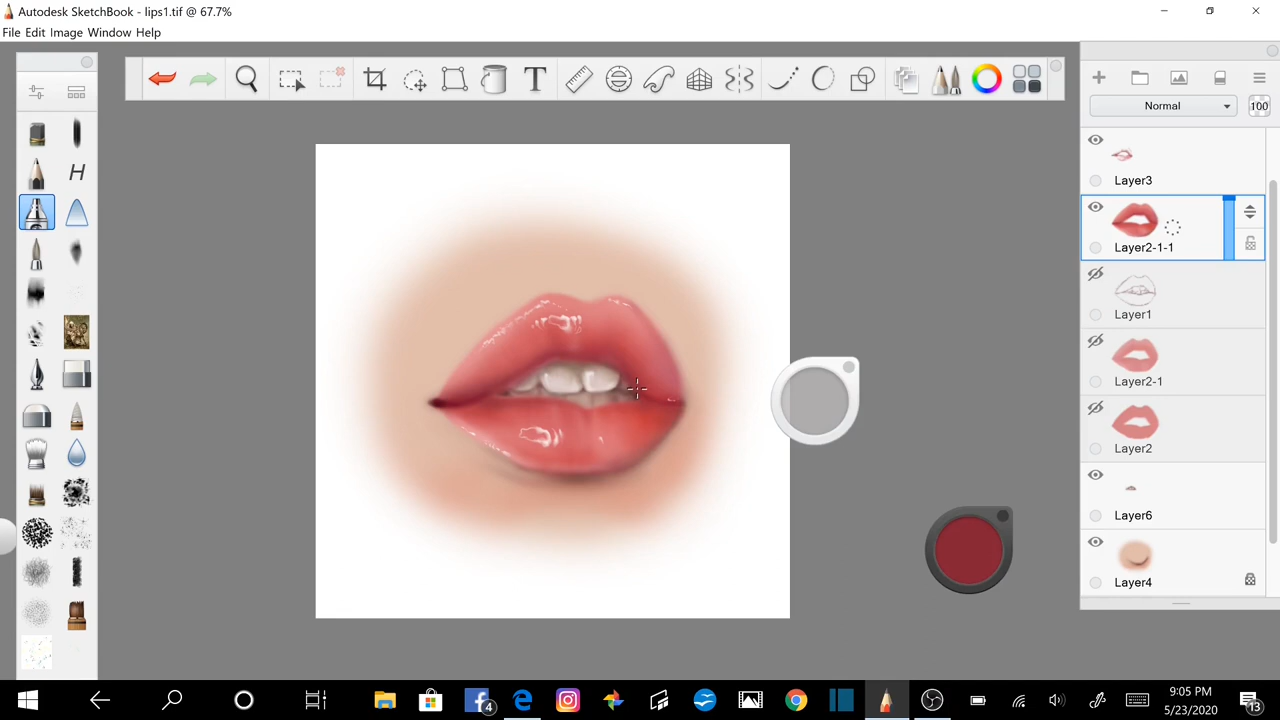 Autodesk SketchBook - lips1.tif @ 67.7%
File Edit Image Window Help
T
Normal
100
H
Layer3
Layer2-1-1
Layer1
Layer2-1
Layer2
Layer6
Layer4
4
9:05 PM
5/23/2020
13